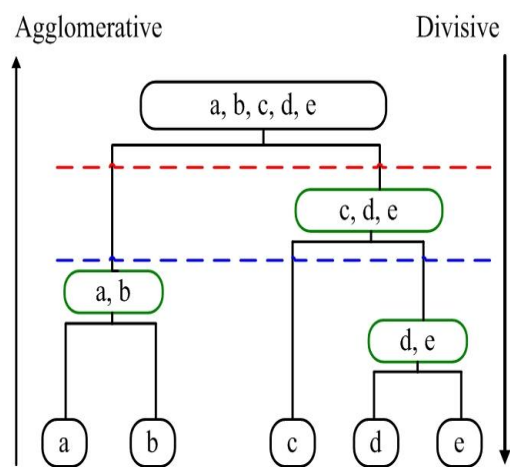 Agglomerative
Divisive
a, b, c, d, e
c, d, e
a, b
d, e
a
b
c
d
e